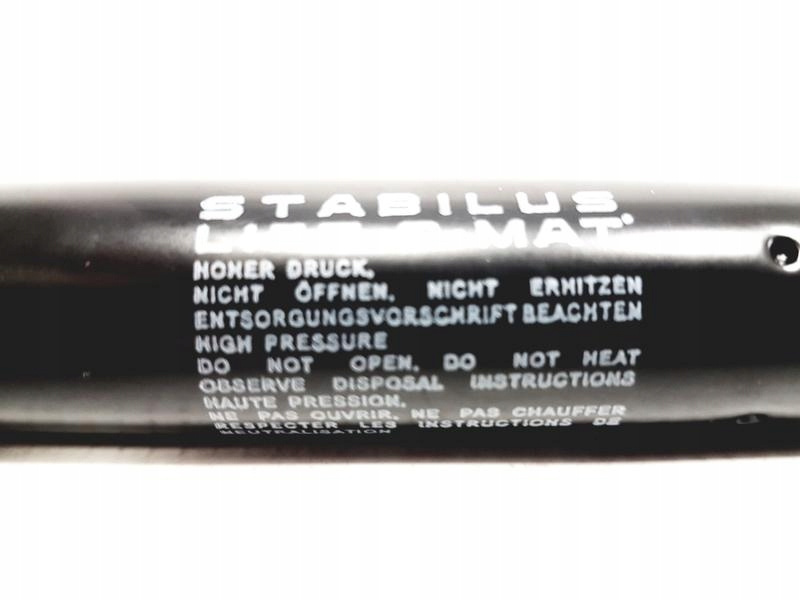 STABILUS
LIFT-O-MAT
HOHER DRUCK.
NICHT ÖFFNEN. NICHT ERHITZEN
ENTSORGUNGSVORSCHRIFT BEACHTEN
HIGH PRESSURE
DO NOT OPEN. DO NOT HEAT
OBSERVE DISPOSAL INSTRUCTIONS
HAUTE PRESSION.
NE PAS OUVRIR. NE PAS CHAUFFER
RESPECTER LES INSTRUCTIONS DE
NEUTRALISATION